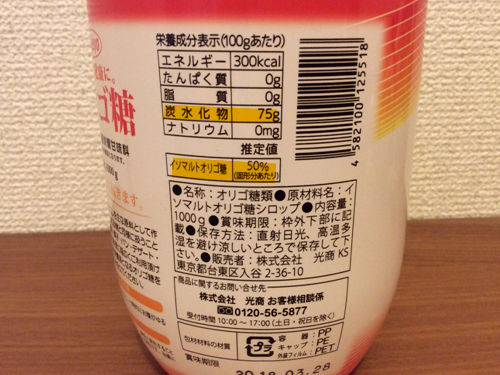 栄養成分表示(100gあたり)
エネルギー 300kcal
たんぱく質 0g
脂質 0g
炭水化物 75g
ナトリウム 0mg
推定値
イソマルトオリゴ糖 50%
(固形分あたり)
4582100125518
ゴ糖
1000g
●名称:オリゴ糖類●原材料名:イ
ソマルトオリゴ糖シロップ●内容量:
1000g●賞味期限:枠外下部に記
載●保存方法:直射日光、高温多
湿を避け涼しいところで保存して下さ
い。●販売者:株式会社 光商 KS
東京都台東区入谷 2-36-10
商品に関するお問い合せ先
株式会社 光商 お客様相談係
0120-56-5877
受付時間 10:00~17:00(土日・祝日を除く)
包材材料の材質
プラ
容器:PP
キャップ:PE
外装フィルム:PET
賞味期限